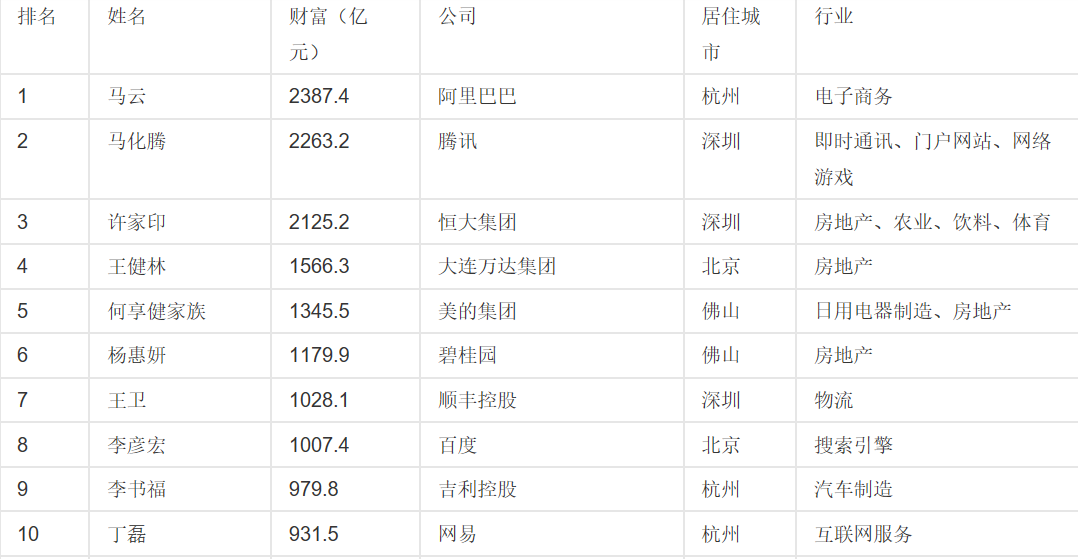 排名 姓名 财富（亿元） 公司 居住城市 行业
1 马云 2387.4 阿里巴巴 杭州 电子商务
2 马化腾 2263.2 腾讯 深圳 即时通讯、门户网站、网络游戏
3 许家印 2125.2 恒大集团 深圳 房地产、农业、饮料、体育
4 王健林 1566.3 大连万达集团 北京 房地产
5 何享健家族 1345.5 美的集团 佛山 日用电器制造、房地产
6 杨惠妍 1179.9 碧桂园 佛山 房地产
7 王卫 1028.1 顺丰控股 深圳 物流
8 李彦宏 1007.4 百度 北京 搜索引擎
9 李书福 979.8 吉利控股 杭州 汽车制造
10 丁磊 931.5 网易 杭州 互联网服务